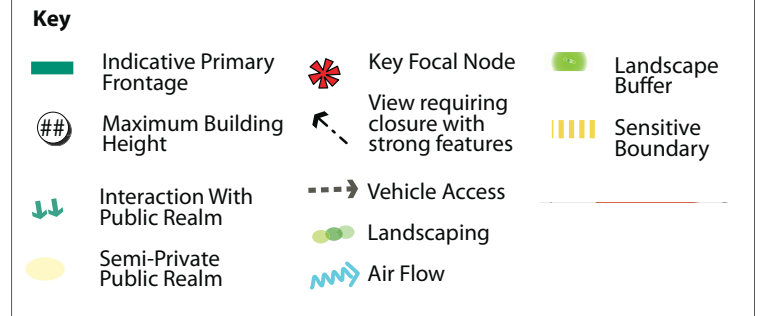 Key
Indicative Primary
Frontage
##
Maximum Building
Height
Interaction With
Public Realm
Semi-Private
Public Realm
Key Focal Node
View requiring
closure with
strong features
Vehicle Access
Landscaping
Air Flow
Landscape
Buffer
Sensitive
Boundary